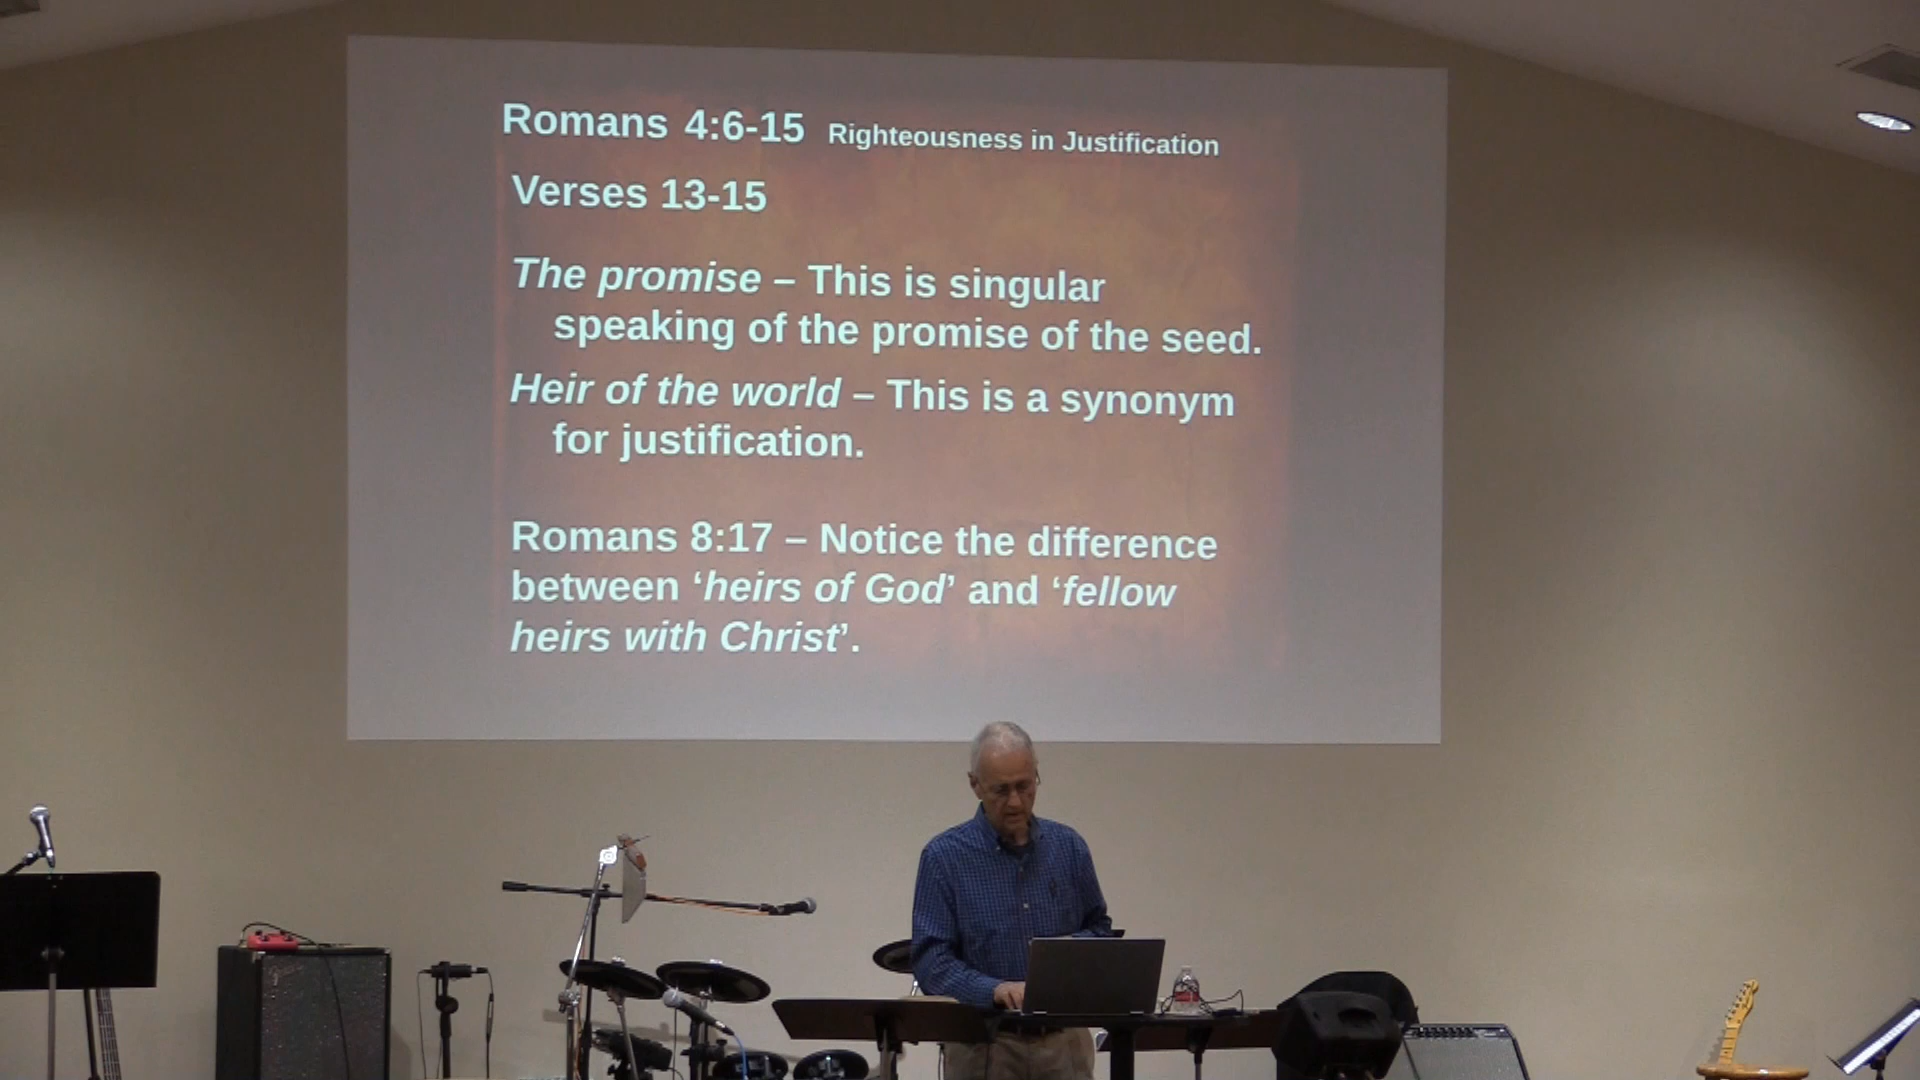 Romans 4:6-15 Righteousness in Justification
Verses 13-15
The promise – This is singular
speaking of the promise of the seed.
Heir of the world – This is a synonym
for justification.
Romans 8:17 – Notice the difference
between ‘heirs of God’ and ‘fellow
heirs with Christ’.